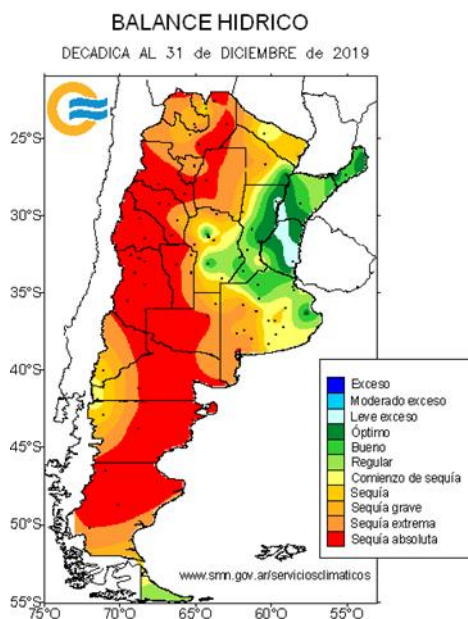 BALANCE HIDRICO
DECADICA AL 31 de DICIEMBRE de 2019
25°S
30°S
35°S
40°S
45°S
50°S
55°S
75°O 70°O 65°O 60°O 55°O
Exceso
Moderado exceso
Leve exceso
Óptimo
Bueno
Regular
Comienzo de sequía
Sequía
Sequía grave
Sequía extrema
Sequía absoluta
www.smn.gov.ar/serviciosclimaticos